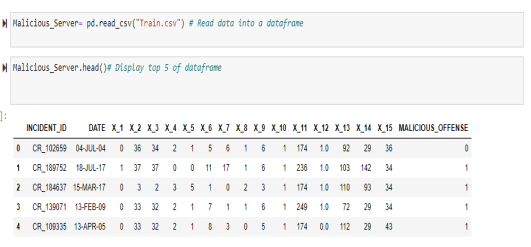 Malicious_Server= pd.read_csv("Train.csv") # Read data into a dataframe
Malicious_Server.head()# Display top 5 of dataframe
]:
INCIDENT_ID DATE X_1 X_2 X_3 X_4 X_5 X_6 X_7 X_8 X_9 X_10 X_11 X_12 X_13 X_14 X_15 MALICIOUS_OFFENSE
0 CR_102659 04-JUL-04 0 36 34 2 1 5 6 1 6 1 174 1.0 92 29 36 0
1 CR_189752 18-JUL-17 1 37 37 0 0 11 17 1 6 1 236 1.0 103 142 34 1
2 CR_184637 15-MAR-17 0 3 2 3 5 1 0 2 3 1 174 1.0 110 93 34 1
3 CR_139071 13-FEB-09 0 33 32 2 1 7 1 1 6 1 249 1.0 72 29 34 1
4 CR_109335 13-APR-05 0 33 32 2 1 8 3 0 5 1 174 0.0 112 29 43 1